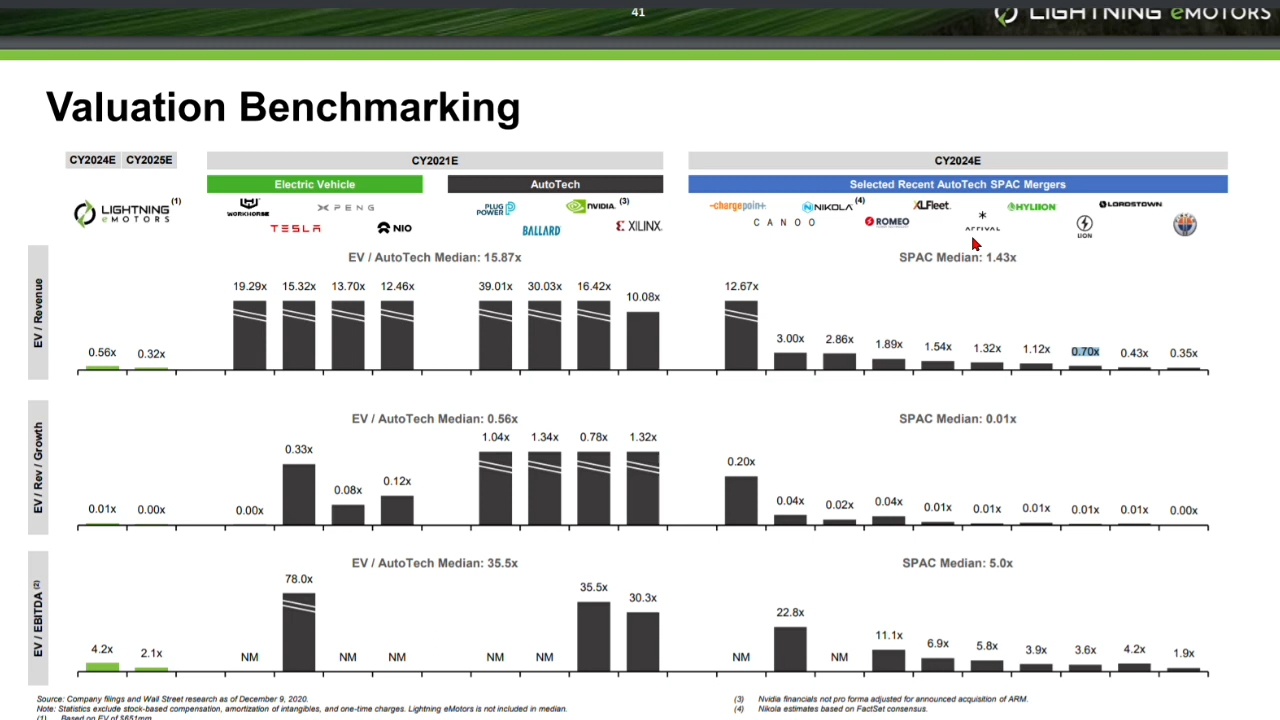 41
LIGHTNING eMOTORS
Valuation Benchmarking
CY2024E CY2025E
CY2021E
CY2024E
Electric Vehicle
AutoTech
Selected Recent AutoTech SPAC Mergers
LIGHTNING eMOTORS (1)
WORKHORSE
XPENG
TESLA
NIO
PLUG POWER
NVIDIA. (3)
BALLARD
XILINX.
-chargepoin+.
CANOO
NIKOLA (4)
ROMEO
XLFleet.
ARRIVAL
HYLIION
LION
LORDSTOWN
EV / Revenue
EV / AutoTech Median: 15.87x
SPAC Median: 1.43x
0.56x 0.32x
19.29x 15.32x 13.70x 12.46x
39.01x 30.03x 16.42x 10.08x
12.67x 3.00x 2.86x 1.89x 1.54x 1.32x 1.12x 0.70x 0.43x 0.35x
EV / Rev / Growth
EV / AutoTech Median: 0.56x
SPAC Median: 0.01x
0.01x 0.00x
0.00x 0.33x 0.08x 0.12x
1.04x 1.34x 0.78x 1.32x
0.20x 0.04x 0.02x 0.04x 0.01x 0.01x 0.01x 0.01x 0.01x 0.00x
EV / EBITDA (2)
EV / AutoTech Median: 35.5x
SPAC Median: 5.0x
4.2x 2.1x
NM 78.0x NM NM
NM NM 35.5x 30.3x
NM 22.8x NM 11.1x 6.9x 5.8x 3.9x 3.6x 4.2x 1.9x
Source: Company filings and Wall Street research as of December 9, 2020.
Note: Statistics exclude stock-based compensation, amortization of intangibles, and one-time charges. Lightning eMotors is not included in median.
(1) Based on EV of $651mm.
(3) Nvidia financials not pro forma adjusted for announced acquisition of ARM.
(4) Nikola estimates based on FactSet consensus.